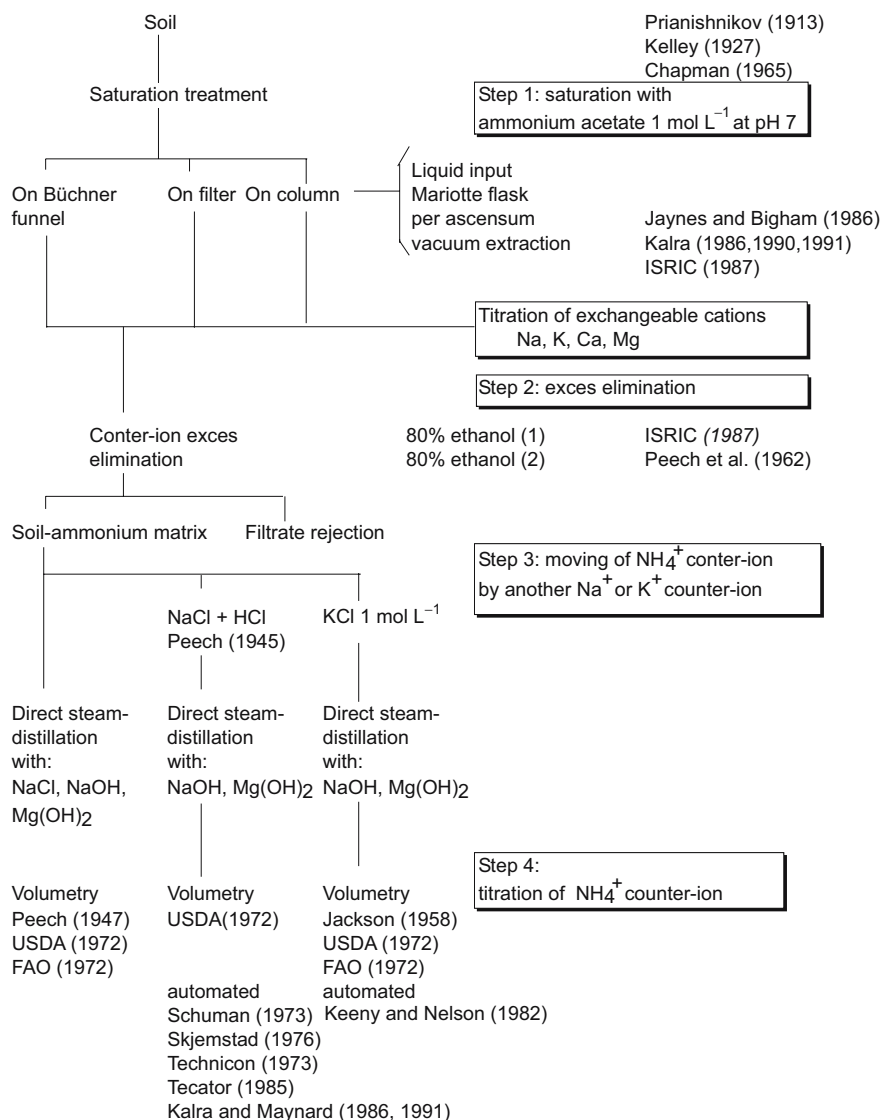 Soil
Prianishnikov (1913)
Kelley (1927)
Chapman (1965)
Saturation treatment
Step 1: saturation with
ammonium acetate 1 mol L⁻¹ at pH 7
On Büchner
funnel
On filter
On column
Liquid input
Mariotte flask
per ascensum
vacuum extraction
Jaynes and Bigham (1986)
Kalra (1986,1990,1991)
ISRIC (1987)
Titration of exchangeable cations
Na, K, Ca, Mg
Step 2: exces elimination
Conter-ion exces
elimination
80% ethanol (1)
80% ethanol (2)
ISRIC (1987)
Peech et al. (1962)
Soil-ammonium matrix
Filtrate rejection
Step 3: moving of NH₄⁺ conter-ion
by another Na⁺ or K⁺ counter-ion
NaCl + HCl
Peech (1945)
KCl 1 mol L⁻¹
Direct steam-
distillation
with:
NaCl, NaOH,
Mg(OH)₂
Direct steam-
distillation
with:
NaOH, Mg(OH)₂
Direct steam-
distillation
with:
NaOH, Mg(OH)₂
Step 4:
titration of NH₄⁺ counter-ion
Volumetry
Peech (1947)
USDA (1972)
FAO (1972)
Volumetry
USDA(1972)
automated
Schuman (1973)
Skjemstad (1976)
Technicon (1973)
Tecator (1985)
Kalra and Maynard (1986, 1991)
Volumetry
Jackson (1958)
USDA (1972)
FAO (1972)
automated
Keeny and Nelson (1982)